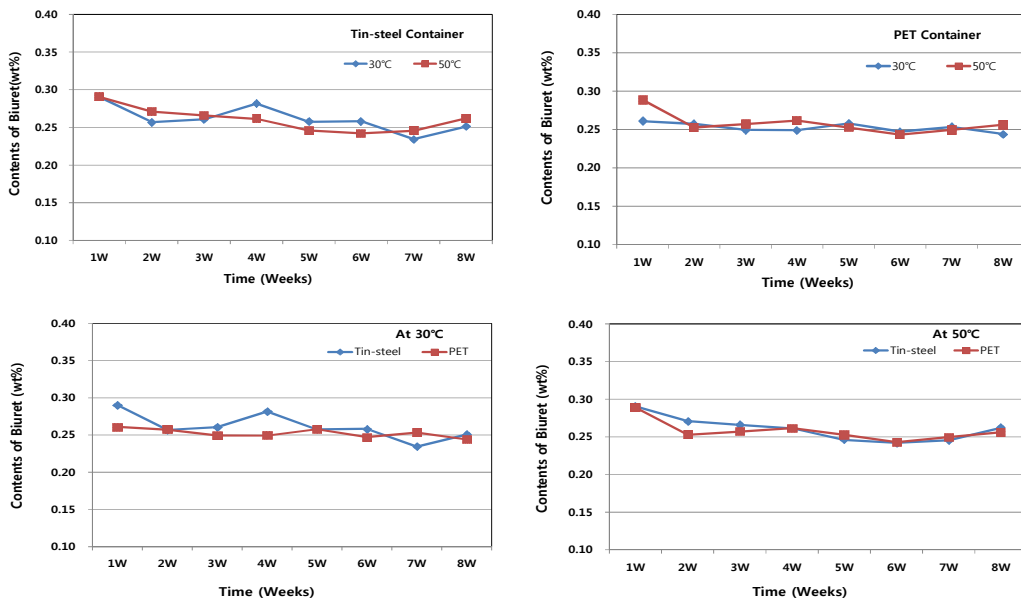 Tin-steel Container
30℃ 50℃
Contents of Biuret(wt%)
0.40
0.35
0.30
0.25
0.20
0.15
0.10
1W 2W 3W 4W 5W 6W 7W 8W
Time (Weeks)
PET Container
30℃ 50℃
Contents of Biuret (wt%)
0.40
0.35
0.30
0.25
0.20
0.15
0.10
1W 2W 3W 4W 5W 6W 7W 8W
Time (Weeks)
At 30℃
Tin-steel PET
Contents of Biuret (wt%)
0.40
0.35
0.30
0.25
0.20
0.15
0.10
1W 2W 3W 4W 5W 6W 7W 8W
Time (Weeks)
At 50℃
Tin-steel PET
Contents of Biuret (wt%)
0.40
0.35
0.30
0.25
0.20
0.15
0.10
1W 2W 3W 4W 5W 6W 7W 8W
Time (Weeks)